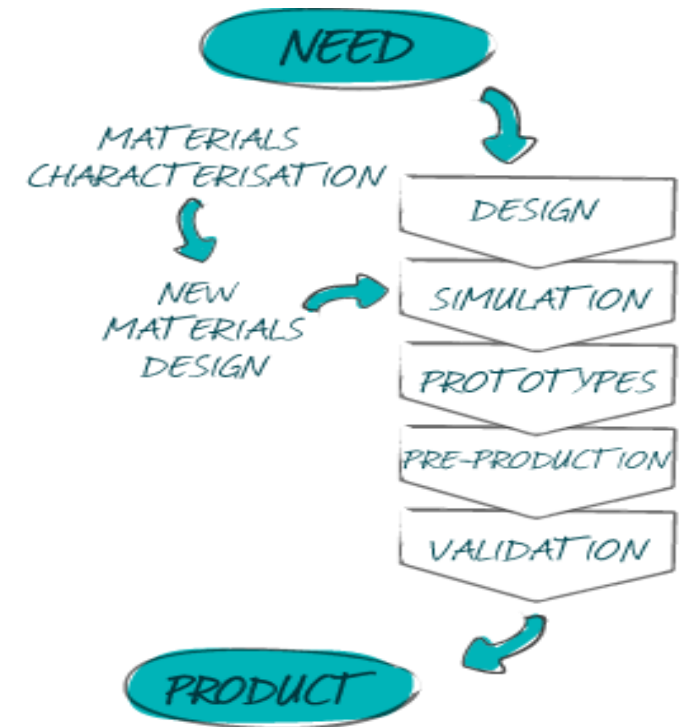 NEED
MATERIALS
CHARACTERISATION
DESIGN
NEW
MATERIALS
DESIGN
SIMULATION
PROTOTYPES
PRE-PRODUCTION
VALIDATION
PRODUCT